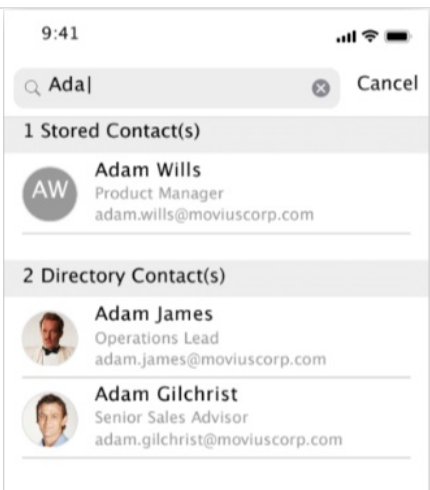 9:41
Ada
Cancel
1 Stored Contact(s)
AW
Adam Wills
Product Manager
adam.wills@moviuscorp.com
2 Directory Contact(s)
Adam James
Operations Lead
adam.james@moviuscorp.com
Adam Gilchrist
Senior Sales Advisor
adam.gilchrist@moviuscorp.com